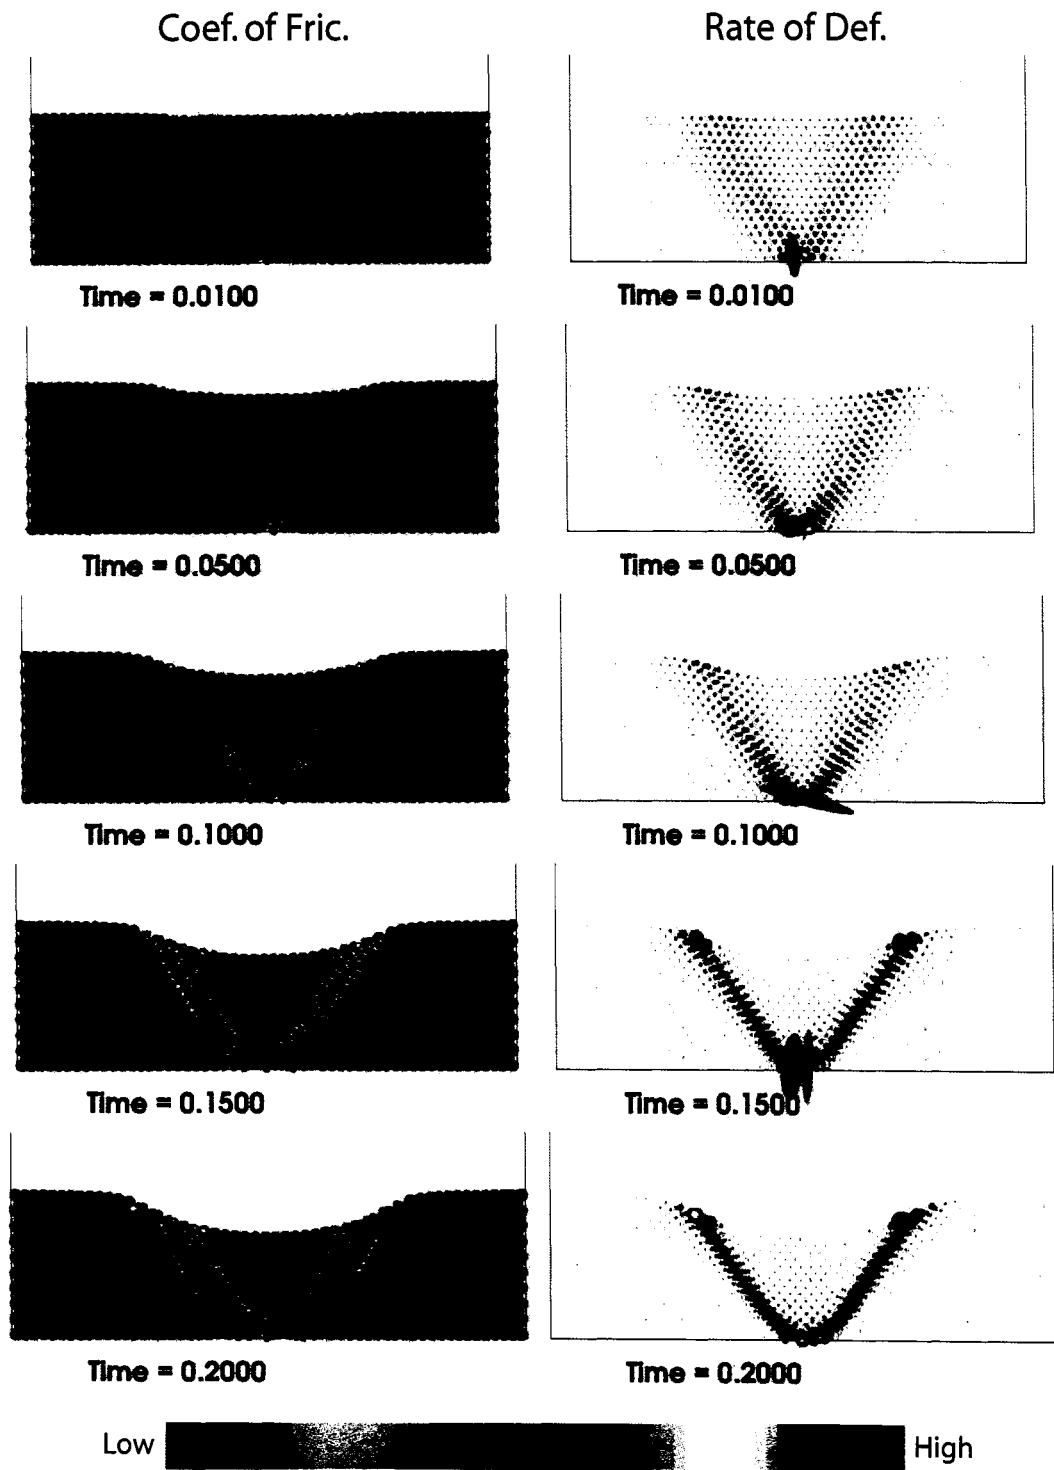 Coef. of Fric. Rate of Def.
Time = 0.0100 Time = 0.0100
Time = 0.0500 Time = 0.0500
Time = 0.1000 Time = 0.1000
Time = 0.1500 Time = 0.1500
Time = 0.2000 Time = 0.2000
Low High